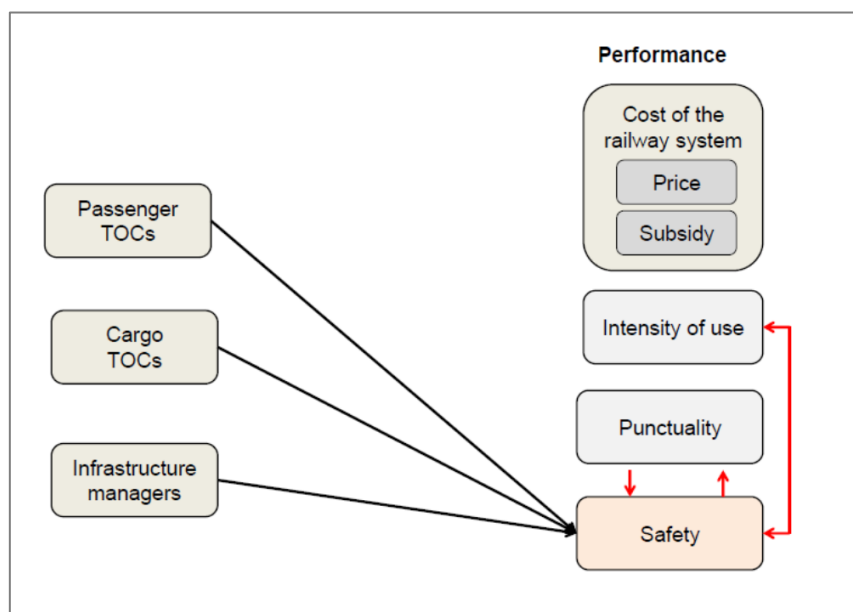 Performance
Cost of the
railway system
Price
Subsidy
Passenger
TOCs
Intensity of use
Cargo
TOCs
Punctuality
Infrastructure
managers
Safety